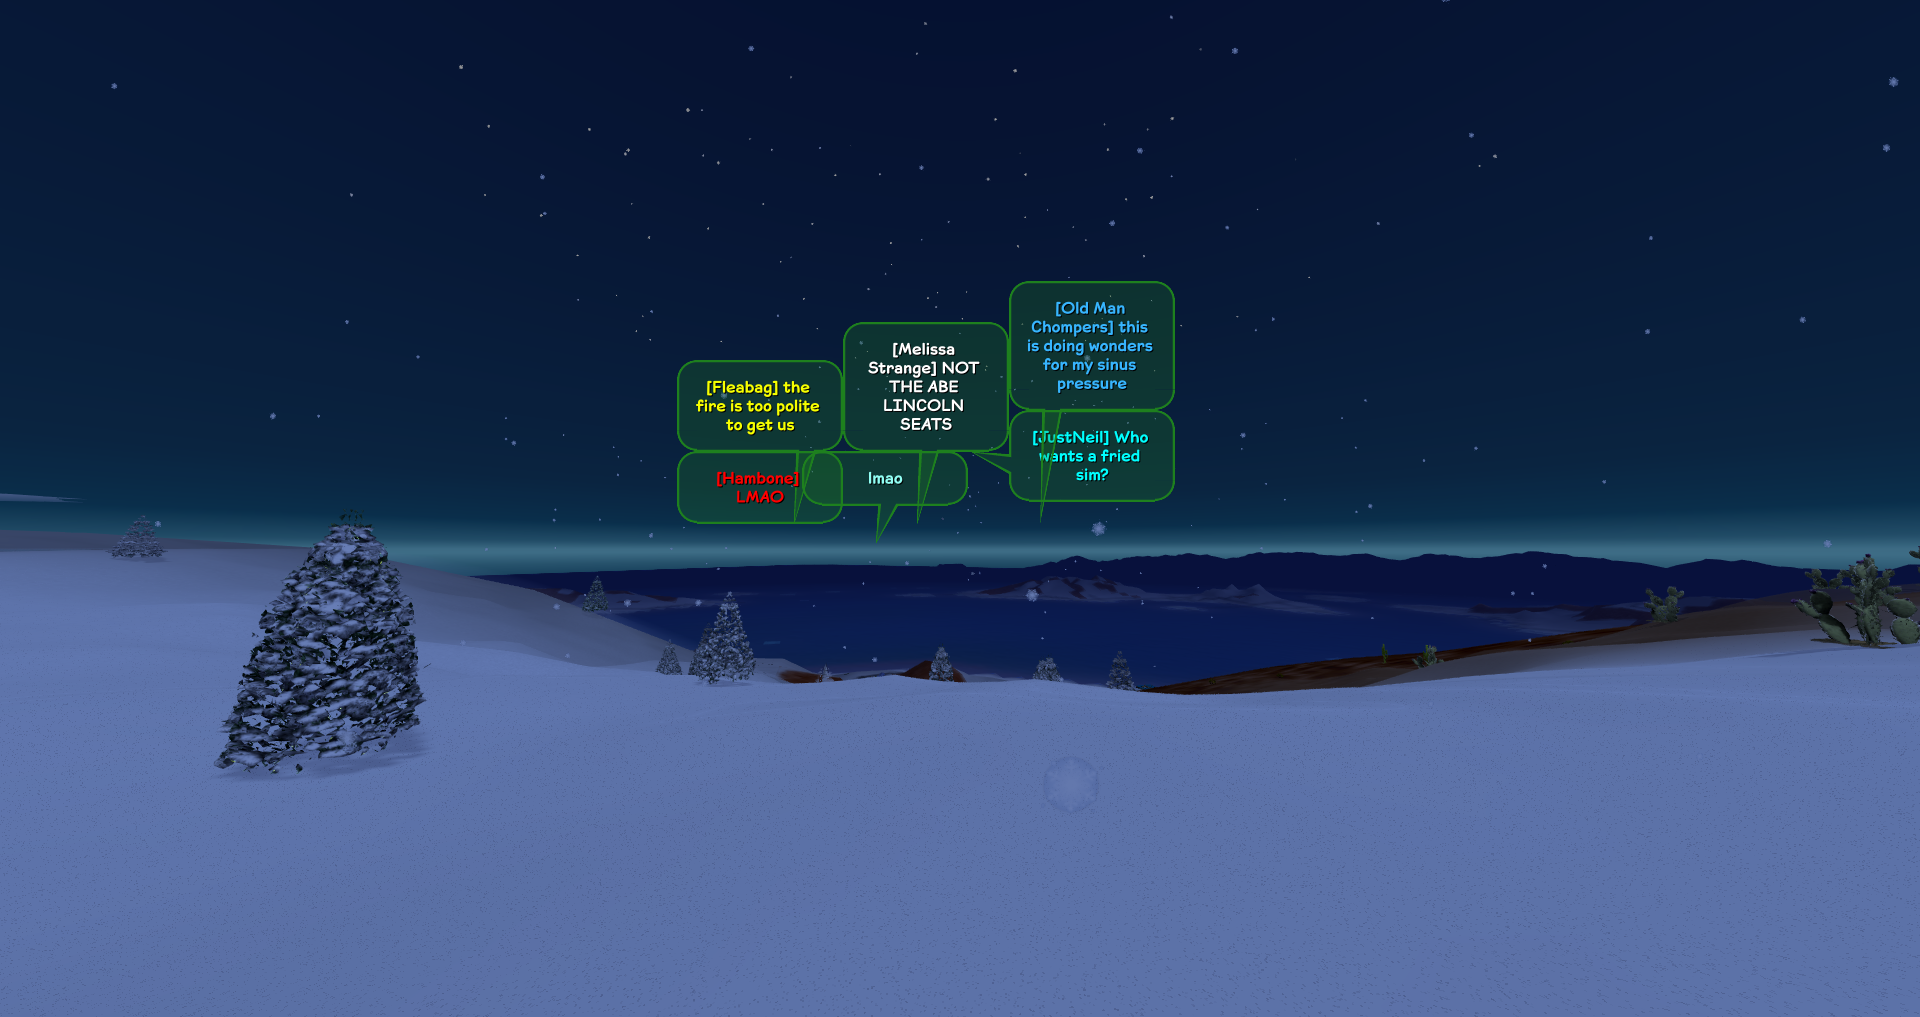 [Old Man
Chompers] this
is doing wonders
for my sinus
pressure
[Melissa
Strange] NOT
THE ABE
LINCOLN
SEATS
[Fleabag] the
fire is too polite
to get us
[JustNeil] Who
wants a fried
sim?
[Hambone]
LMAO
lmao